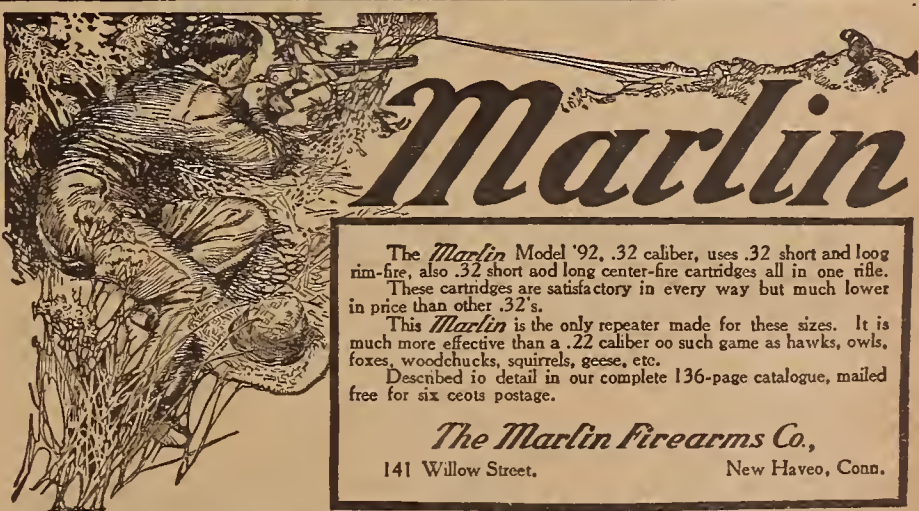 Marlin
The Marlin Model '92, .32 caliber, uses .32 short and loog
rim-fire, also .32 short aod long center-fire cartridges all in one rifle.
These cartridges are satisfactory in every way but much lower
in price than other .32's.
This Marlin is the only repeater made for these sizes. It is
much more effective than a .22 caliber oo such game as hawks, owls,
foxes, woodchucks, squirrels, geese, etc.
Described io detail in our complete 136-page catalogue, mailed
free for six ceots postage.
The Marlin Firearms Co.,
141 Willow Street. New Haveo, Conn.